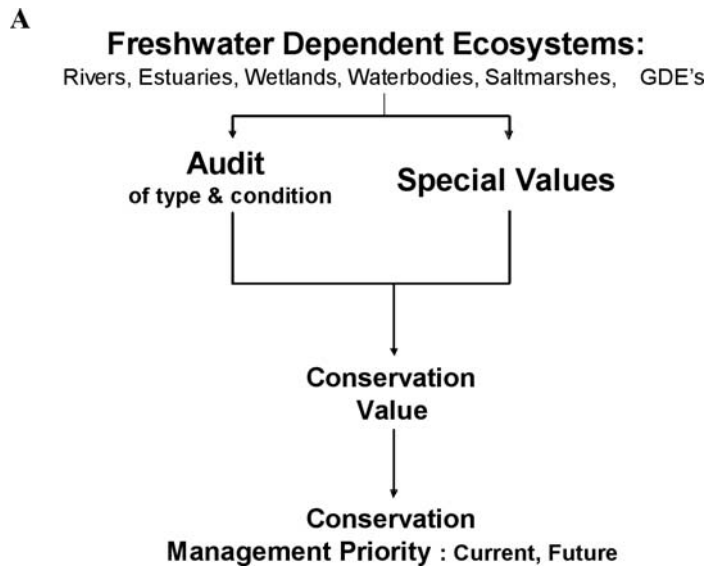 A
Freshwater Dependent Ecosystems:
Rivers, Estuaries, Wetlands, Waterbodies, Saltmarshes, GDE's
Audit
of type & condition
Special Values
Conservation
Value
Conservation
Management Priority : Current, Future